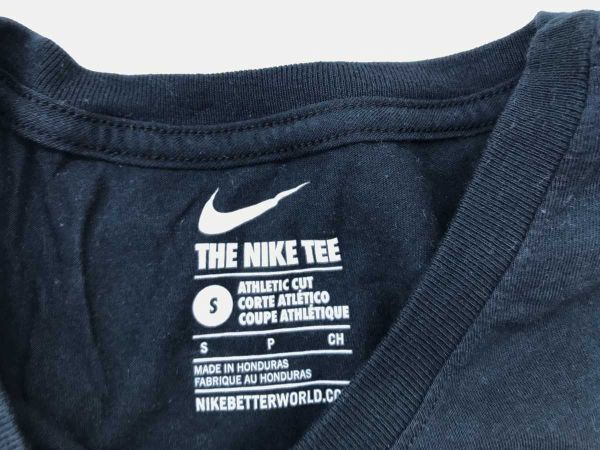 THE NIKE TEE
S
ATHLETIC CUT
CORTE ATLÉTICO
COUPE ATHLÉTIQUE
S P CH
MADE IN HONDURAS
FABRIQUE AU HONDURAS